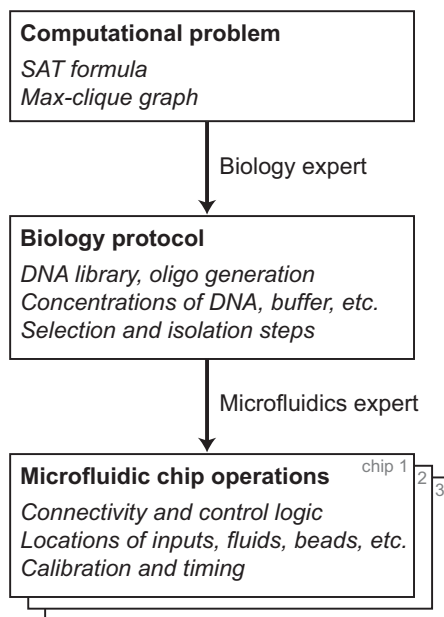 Computational problem
SAT formula
Max-clique graph
Biology expert
Biology protocol
DNA library, oligo generation
Concentrations of DNA, buffer, etc.
Selection and isolation steps
Microfluidics expert
Microfluidic chip operations
chip 1
2
3
Connectivity and control logic
Locations of inputs, fluids, beads, etc.
Calibration and timing